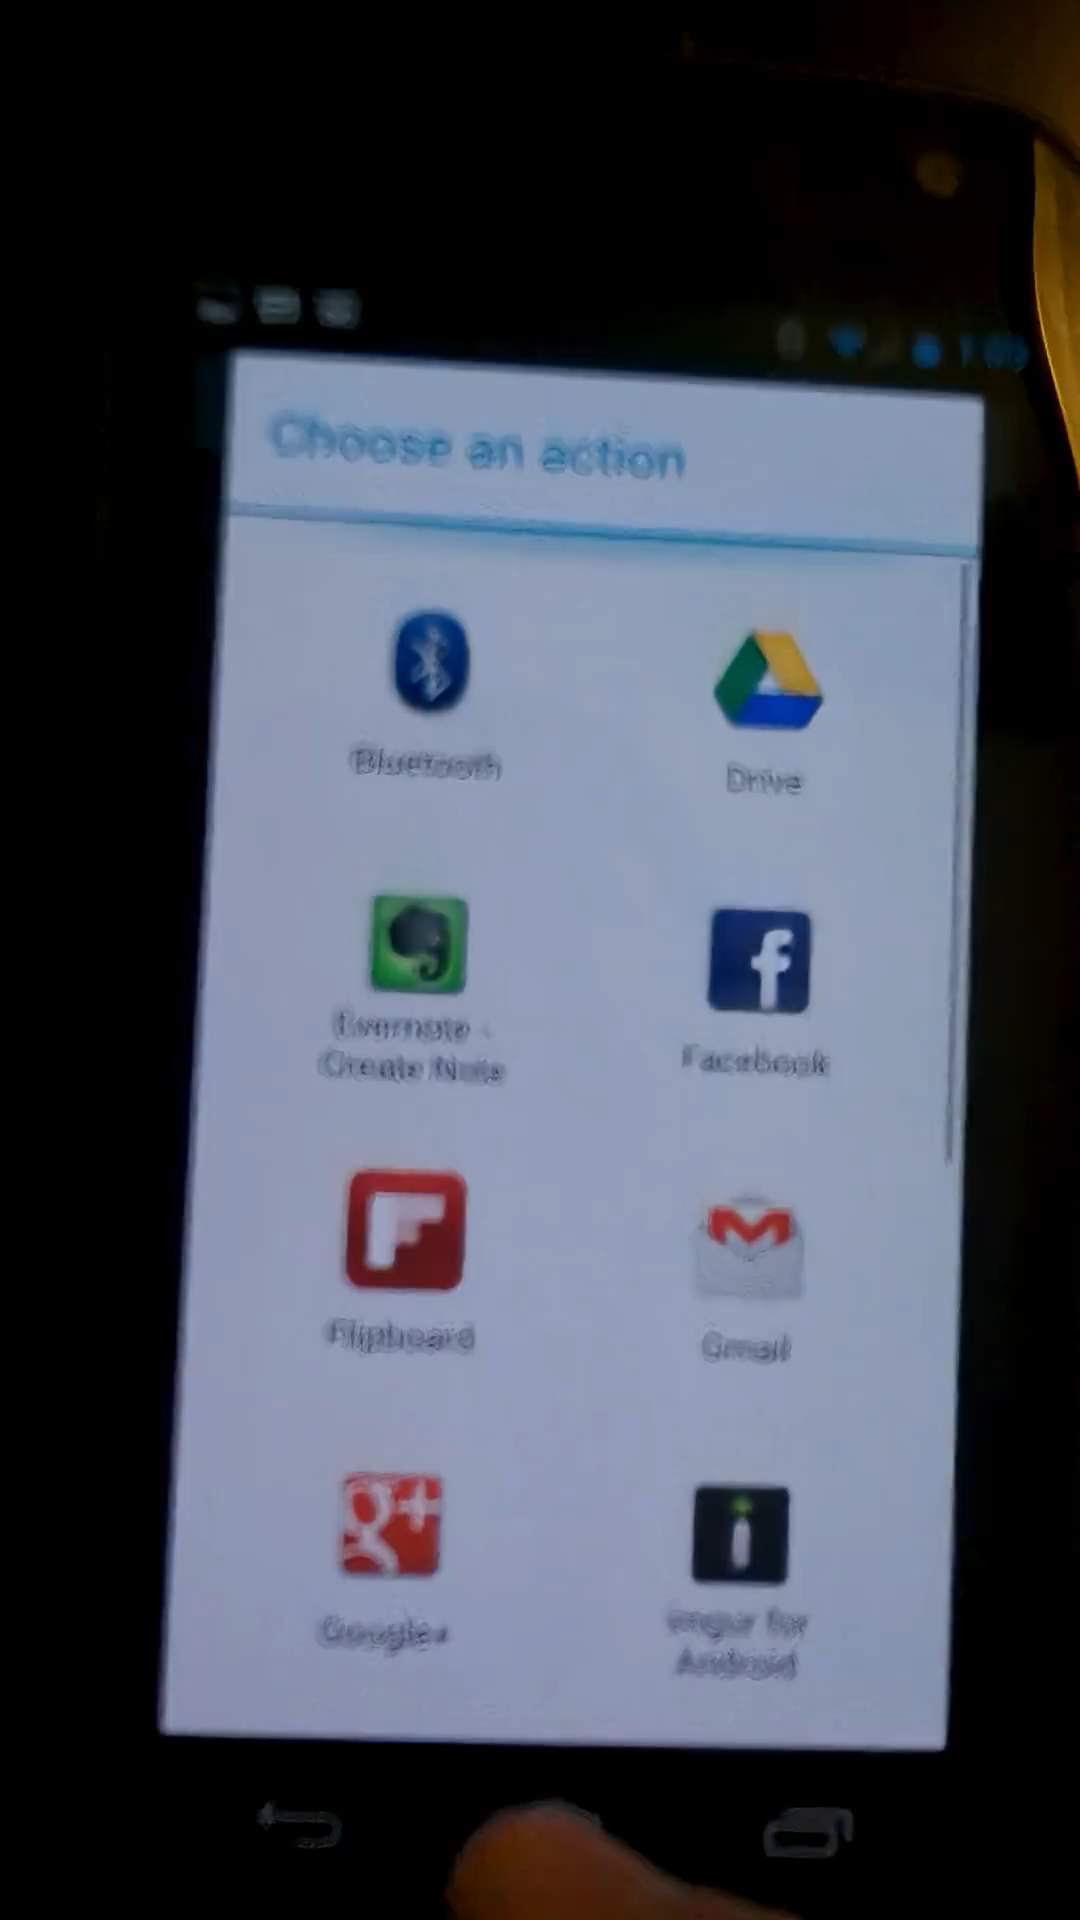 Choose an action
Bluetooth
Drive
Evernote -
Create Note
Facebook
Flipboard
Gmail
g+
Google+
imgur for
Android